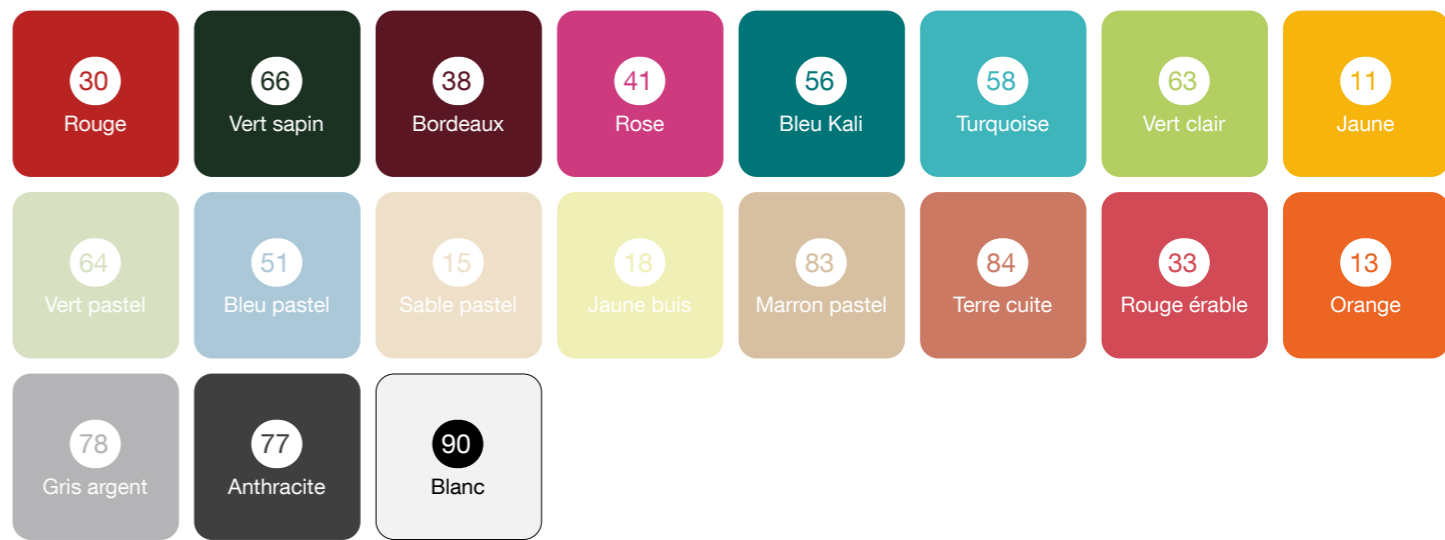 30
Rouge
66
Vert sapin
38
Bordeaux
41
Rose
56
Bleu Kali
58
Turquoise
63
Vert clair
11
Jaune
64
Vert pastel
51
Bleu pastel
15
Sable pastel
18
Jaune buis
83
Marron pastel
84
Terre cuite
33
Rouge érable
13
Orange
78
Gris argent
77
Anthracite
90
Blanc